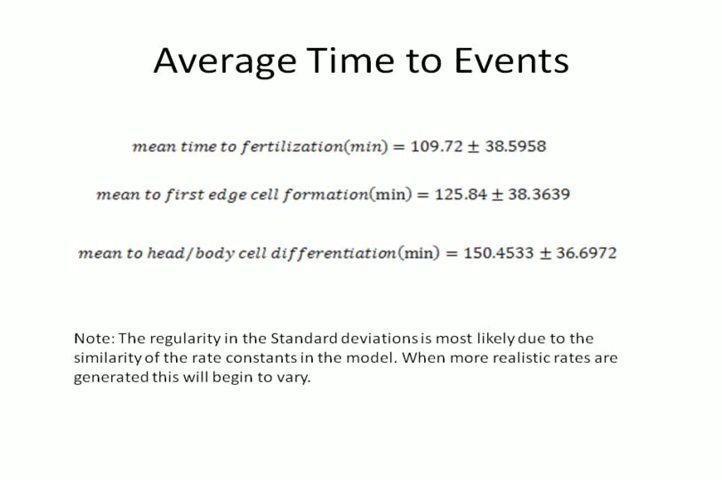 Average Time to Events
mean time to fertilization(min) = 109.72 ± 38.5958
mean to first edge cell formation(min) = 125.84 ± 38.3639
mean to head/body cell differentiation(min) = 150.4533 ± 36.6972
Note: The regularity in the Standard deviations is most likely due to the
similarity of the rate constants in the model. When more realistic rates are
generated this will begin to vary.